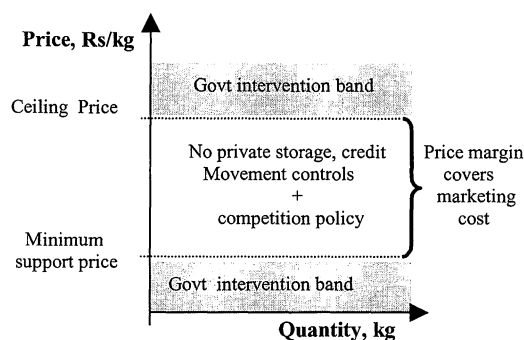 Price, Rs/kg
Govt intervention band
Ceiling Price
No private storage, credit
Movement controls
+
competition policy
Price margin
covers
marketing
cost
Minimum
support price
Govt intervention band
Quantity, kg